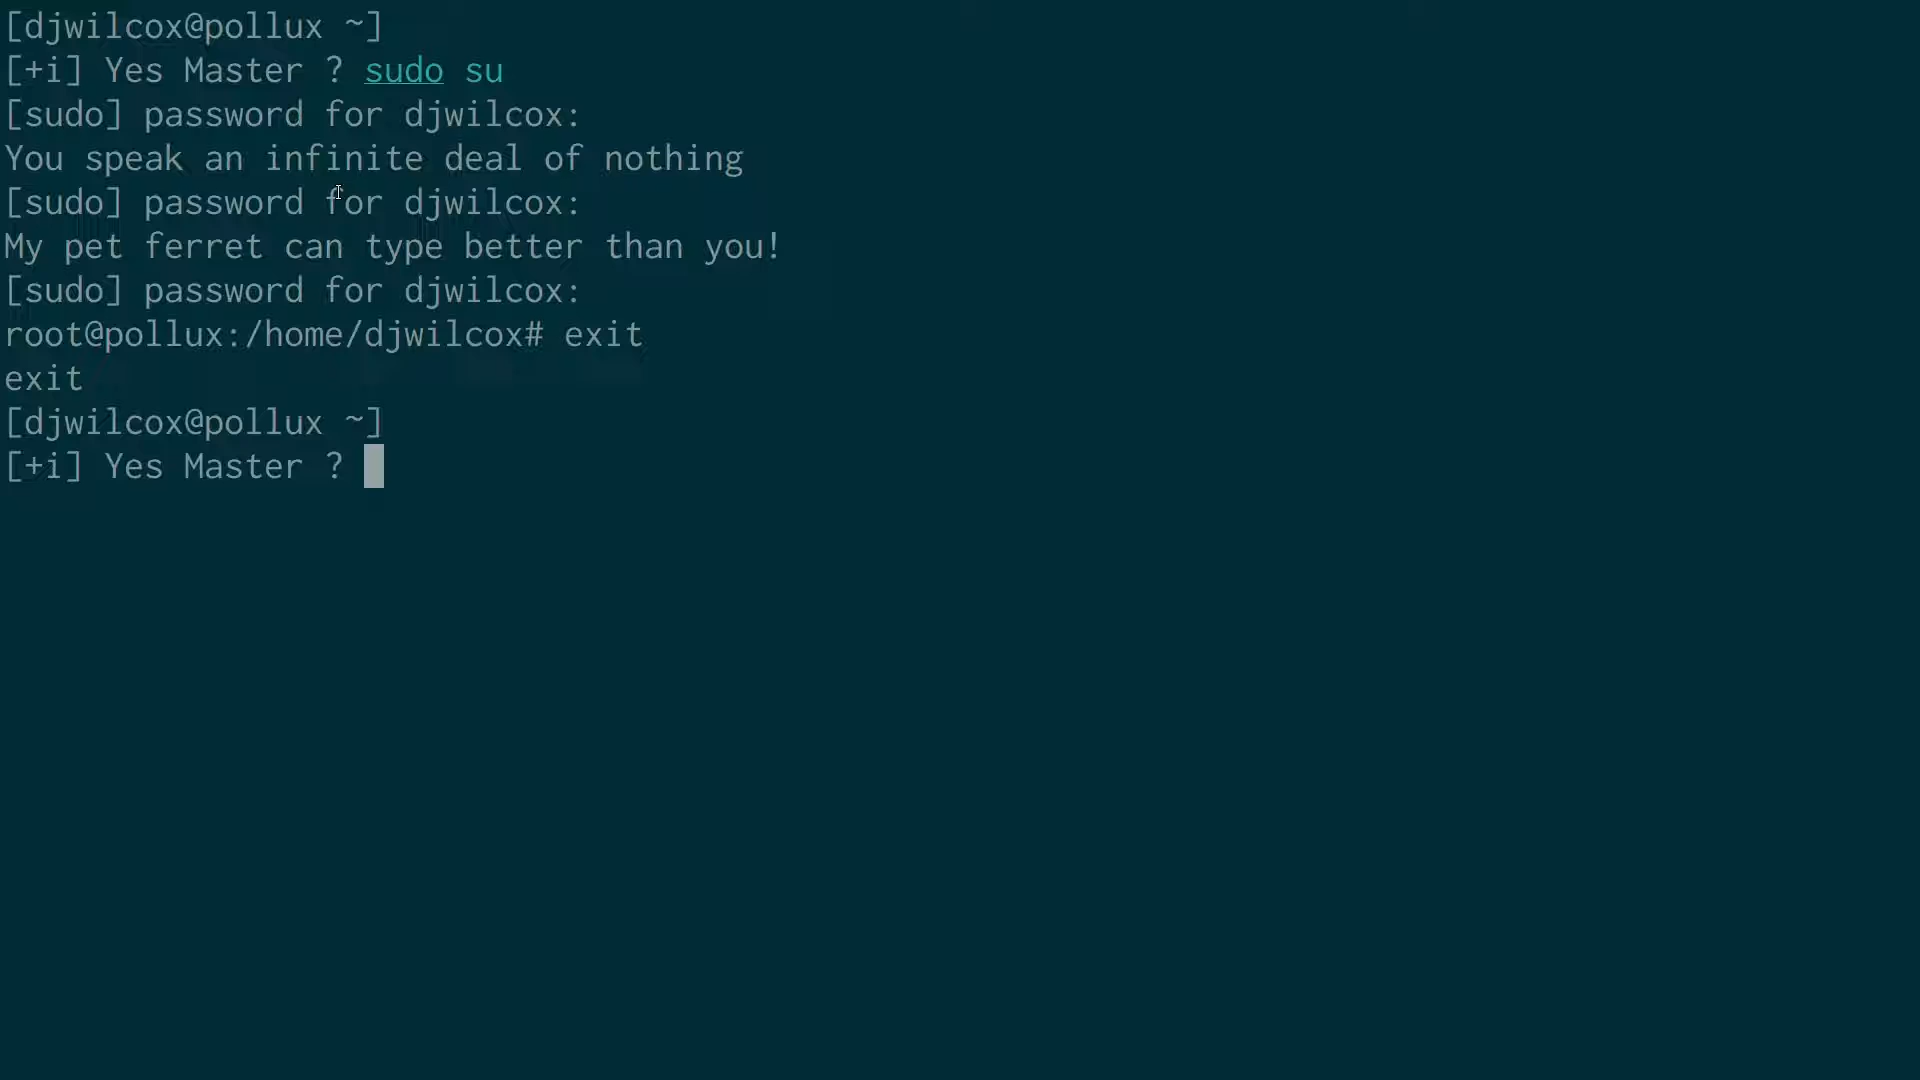 [djwilcox@pollux ~]
[+i] Yes Master ? sudo su
[sudo] password for djwilcox:
You speak an infinite deal of nothing
[sudo] password for djwilcox:
My pet ferret can type better than you!
[sudo] password for djwilcox:
root@pollux:/home/djwilcox# exit
exit
[djwilcox@pollux ~]
[+i] Yes Master ?